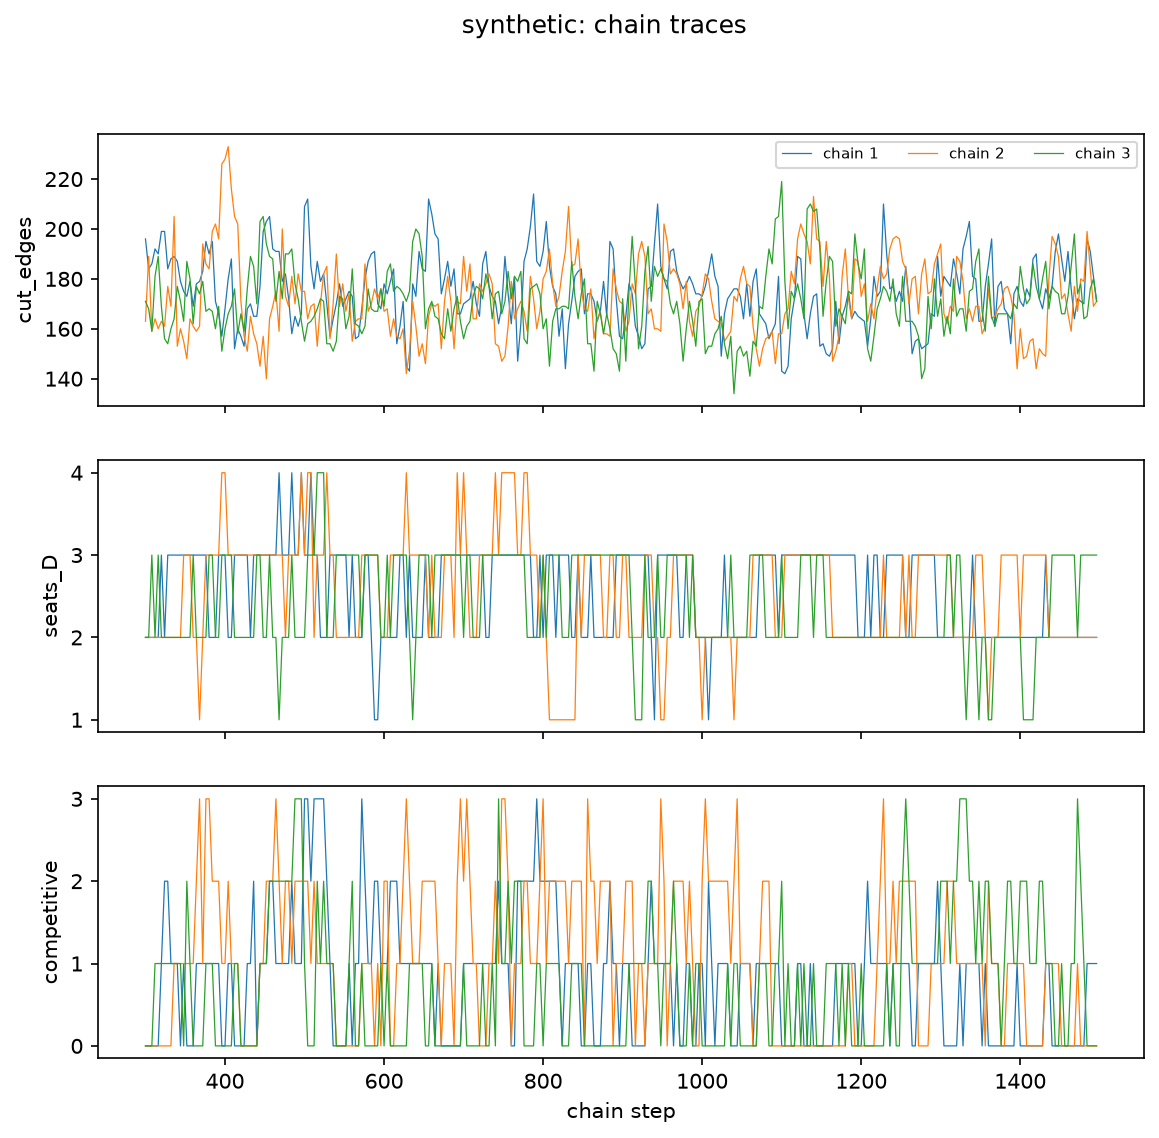 synthetic: chain traces
chain 1 chain 2 chain 3
cut_edges
220
200
180
160
140
seats_D
4
3
2
1
competitive
3
2
1
0
400 600 800 1000 1200 1400
chain step